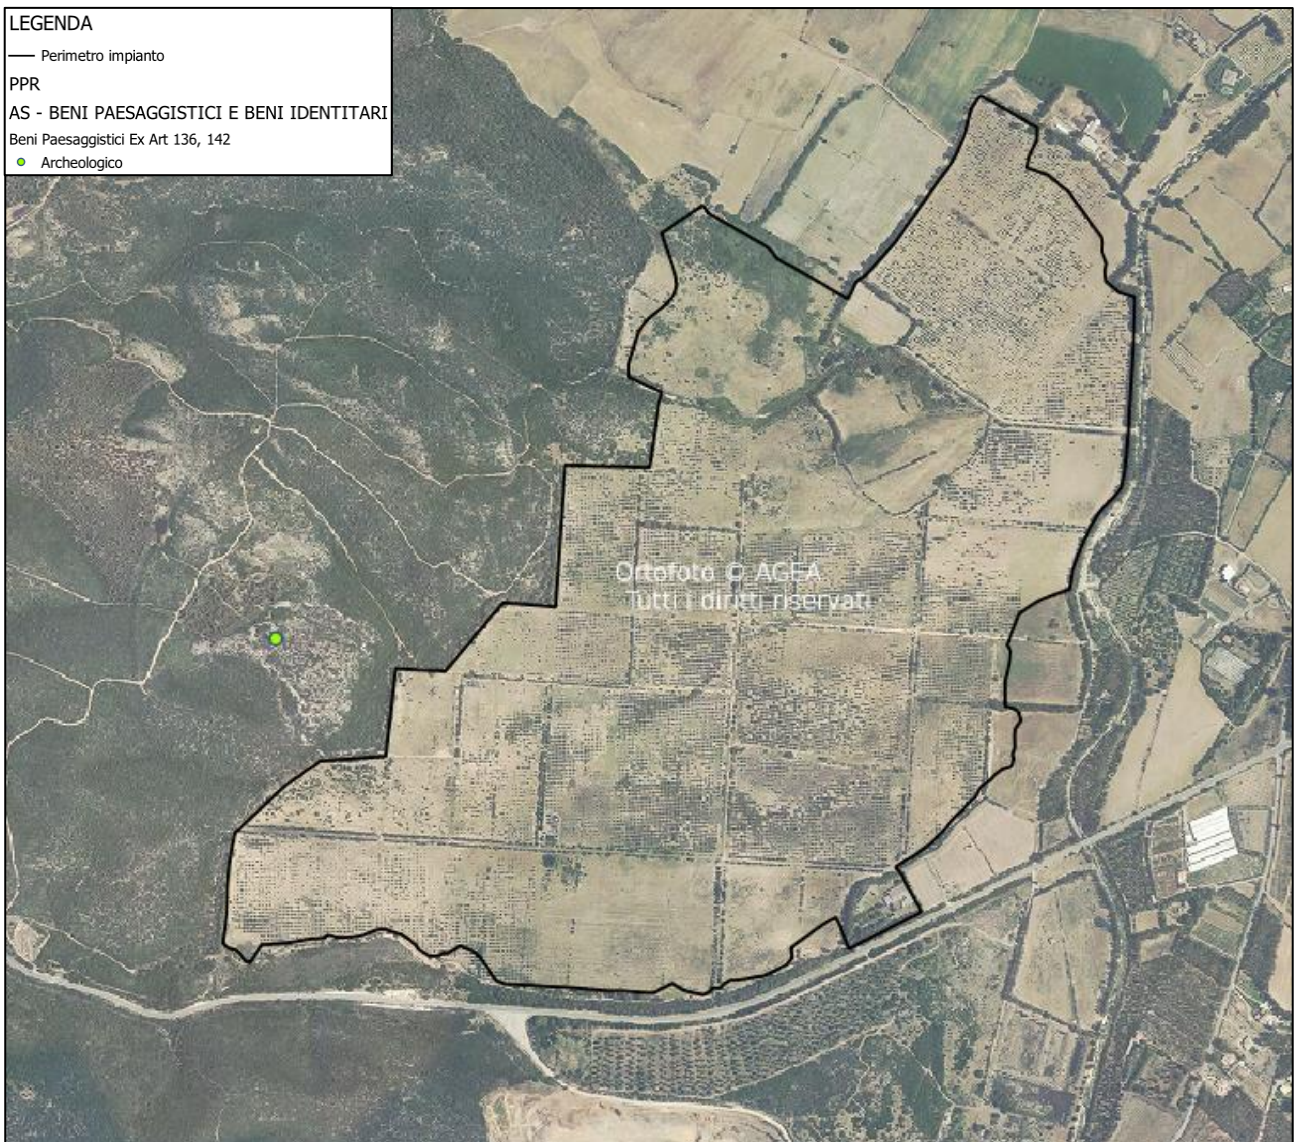 LEGENDA
Perimetro impianto
PPR
AS - BENI PAESAGGISTICI E BENI IDENTITARI
Beni Paesaggistici Ex Art 136, 142
Archeologico
Ortofoto © AGEA
Tutti i diritti riservati